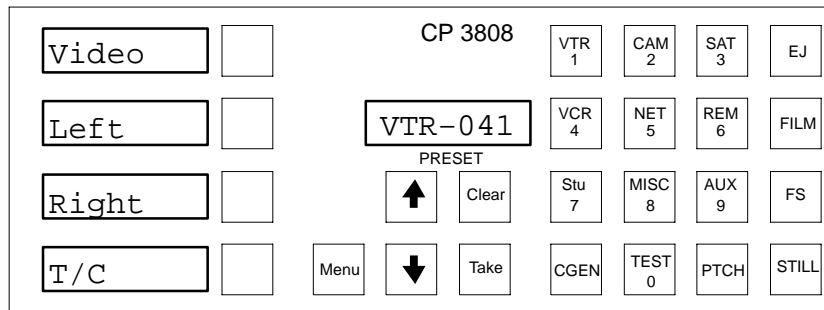 CP 3808
Video
VTR 1
CAM 2
SAT 3
EJ
Left
VTR-041
PRESET
VCR 4
NET 5
REM 6
FILM
Right
Clear
Stu 7
MISC 8
AUX 9
FS
T/C
Menu
Take
CGEN
TEST 0
PTCH
STILL